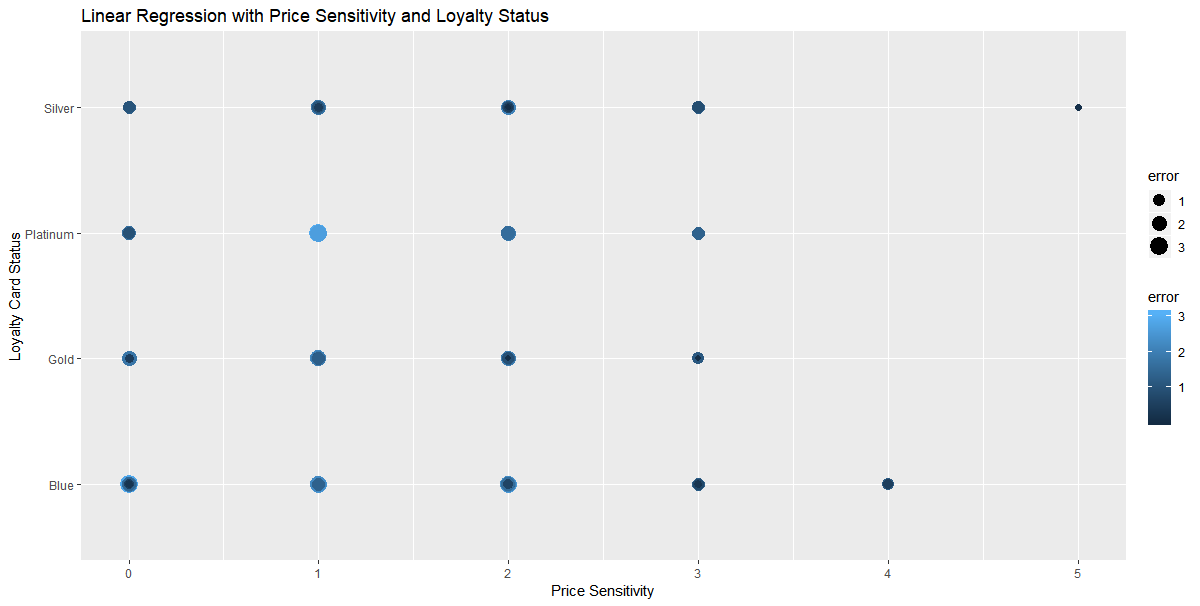 Linear Regression with Price Sensitivity and Loyalty Status
Loyalty Card Status
Silver
Platinum
Gold
Blue
0 1 2 3 4 5
Price Sensitivity
error
1
2
3
error
3
2
1